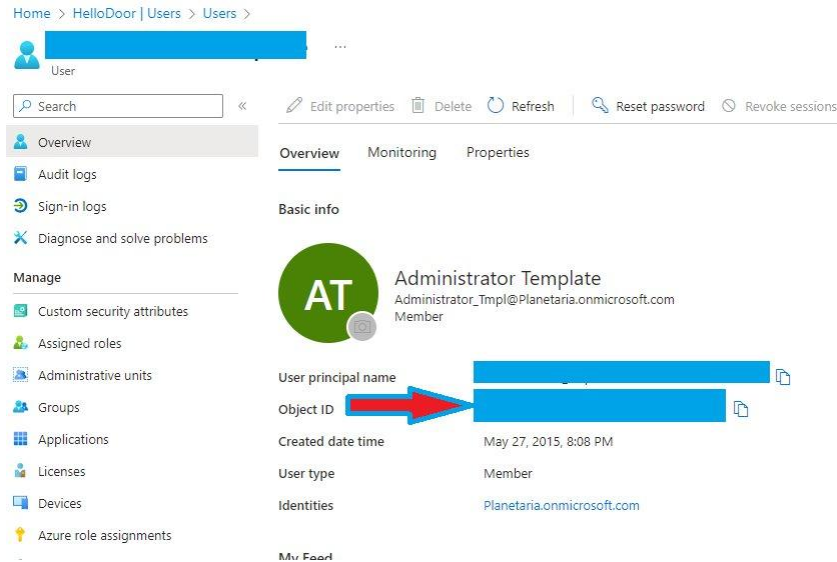 Home > HelloDoor | Users > Users >
...
User
Search «
Edit properties Delete Refresh Reset password Revoke sessions
Overview
Audit logs
Sign-in logs
Diagnose and solve problems
Manage
Custom security attributes
Assigned roles
Administrative units
Groups
Applications
Licenses
Devices
Azure role assignments
Overview Monitoring Properties
Basic info
AT
Administrator Template
Administrator_Tmpl@Planetaria.onmicrosoft.com
Member
User principal name
Object ID
Created date time May 27, 2015, 8:08 PM
User type Member
Identities Planetaria.onmicrosoft.com
My Feed